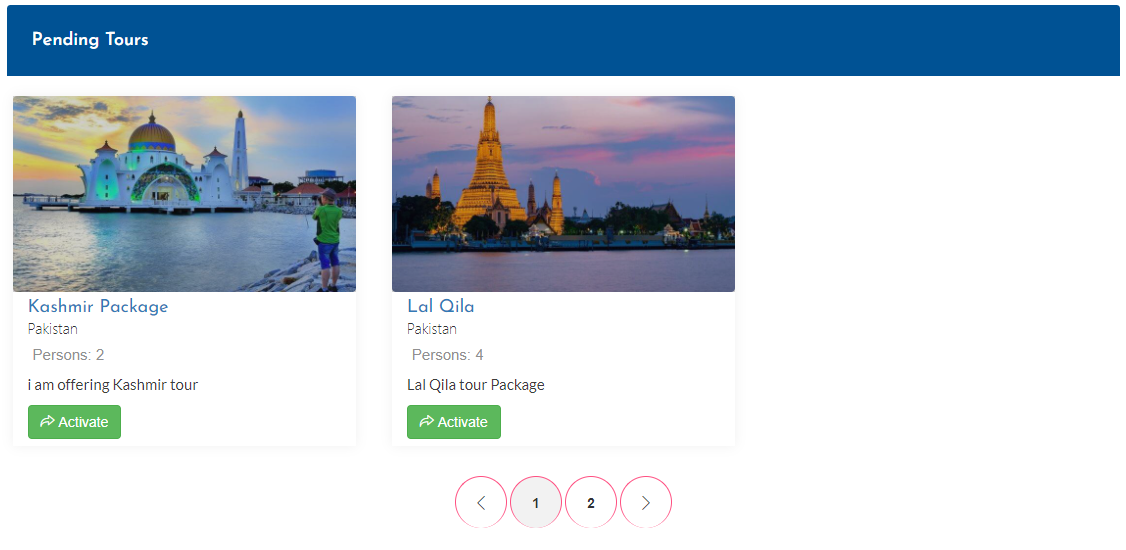 Pending Tours
Kashmir Package
Pakistan
Persons: 2
i am offering Kashmir tour
Activate
Lal Qila
Pakistan
Persons: 4
Lal Qila tour Package
Activate
1 2